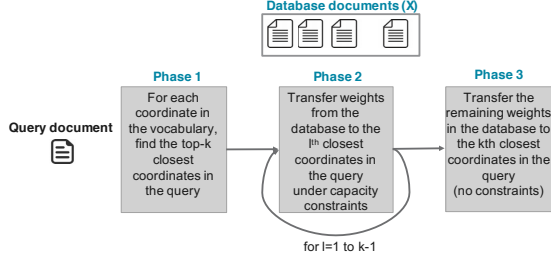 Database documents (X)
Phase 1
Phase 2
Phase 3
Query document
For each
coordinate in
the vocabulary,
find the top-k
closest
coordinates in
the query
Transfer weights
from the
database to the
lth closest
coordinates in
the query
under capacity
constraints
Transfer the
remaining weights
in the database to
the kth closest
coordinates in the
query
(no constraints)
for l=1 to k-1